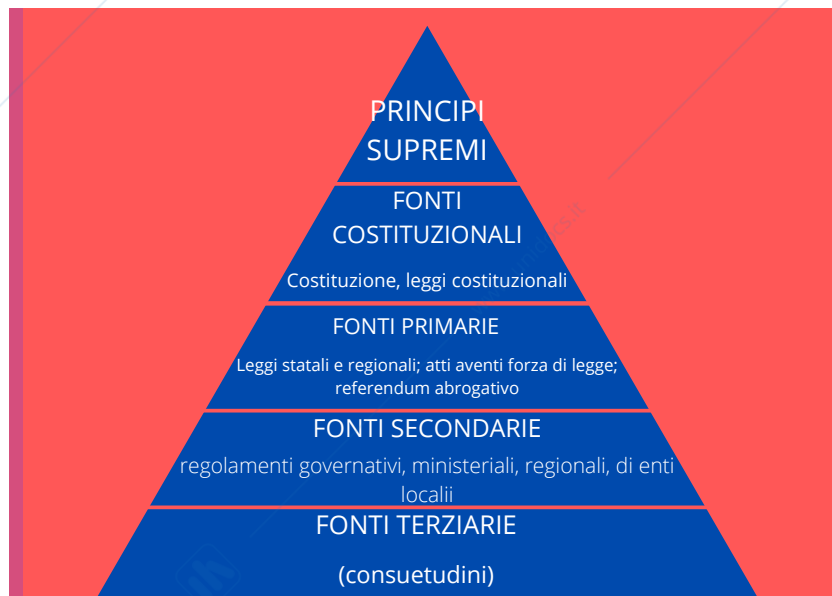 PRINCIPI
SUPREMI
FONTI
COSTITUZIONALI
Costituzione, leggi costituzionali
FONTI PRIMARIE
Leggi statali e regionali; atti aventi forza di legge;
referendum abrogativo
FONTI SECONDARIE
regolamenti governativi, ministeriali, regionali, di enti
localii
FONTI TERZIARIE
(consuetudini)